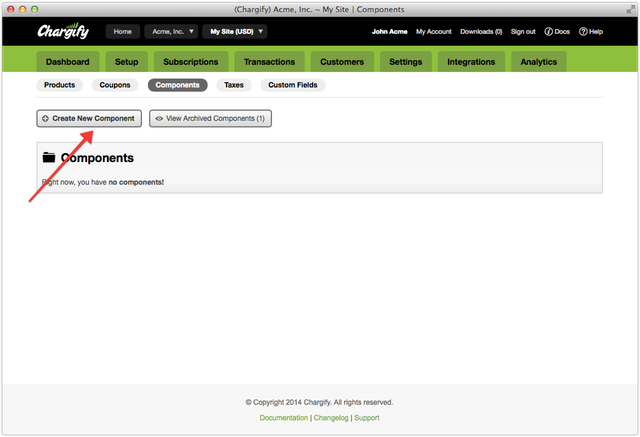 (Chargify) Acme, Inc. – My Site | Components
Chargify Home Acme, Inc. ▼ My Site (USD) ▼ John Acme My Account Downloads (0) Sign out Docs Help
Dashboard Setup Subscriptions Transactions Customers Settings Integrations Analytics
Products Coupons Components Taxes Custom Fields
Create New Component View Archived Components (1)
Components
Right now, you have no components!
© Copyright 2014 Chargify. All rights reserved.
Documentation | Changelog | Support